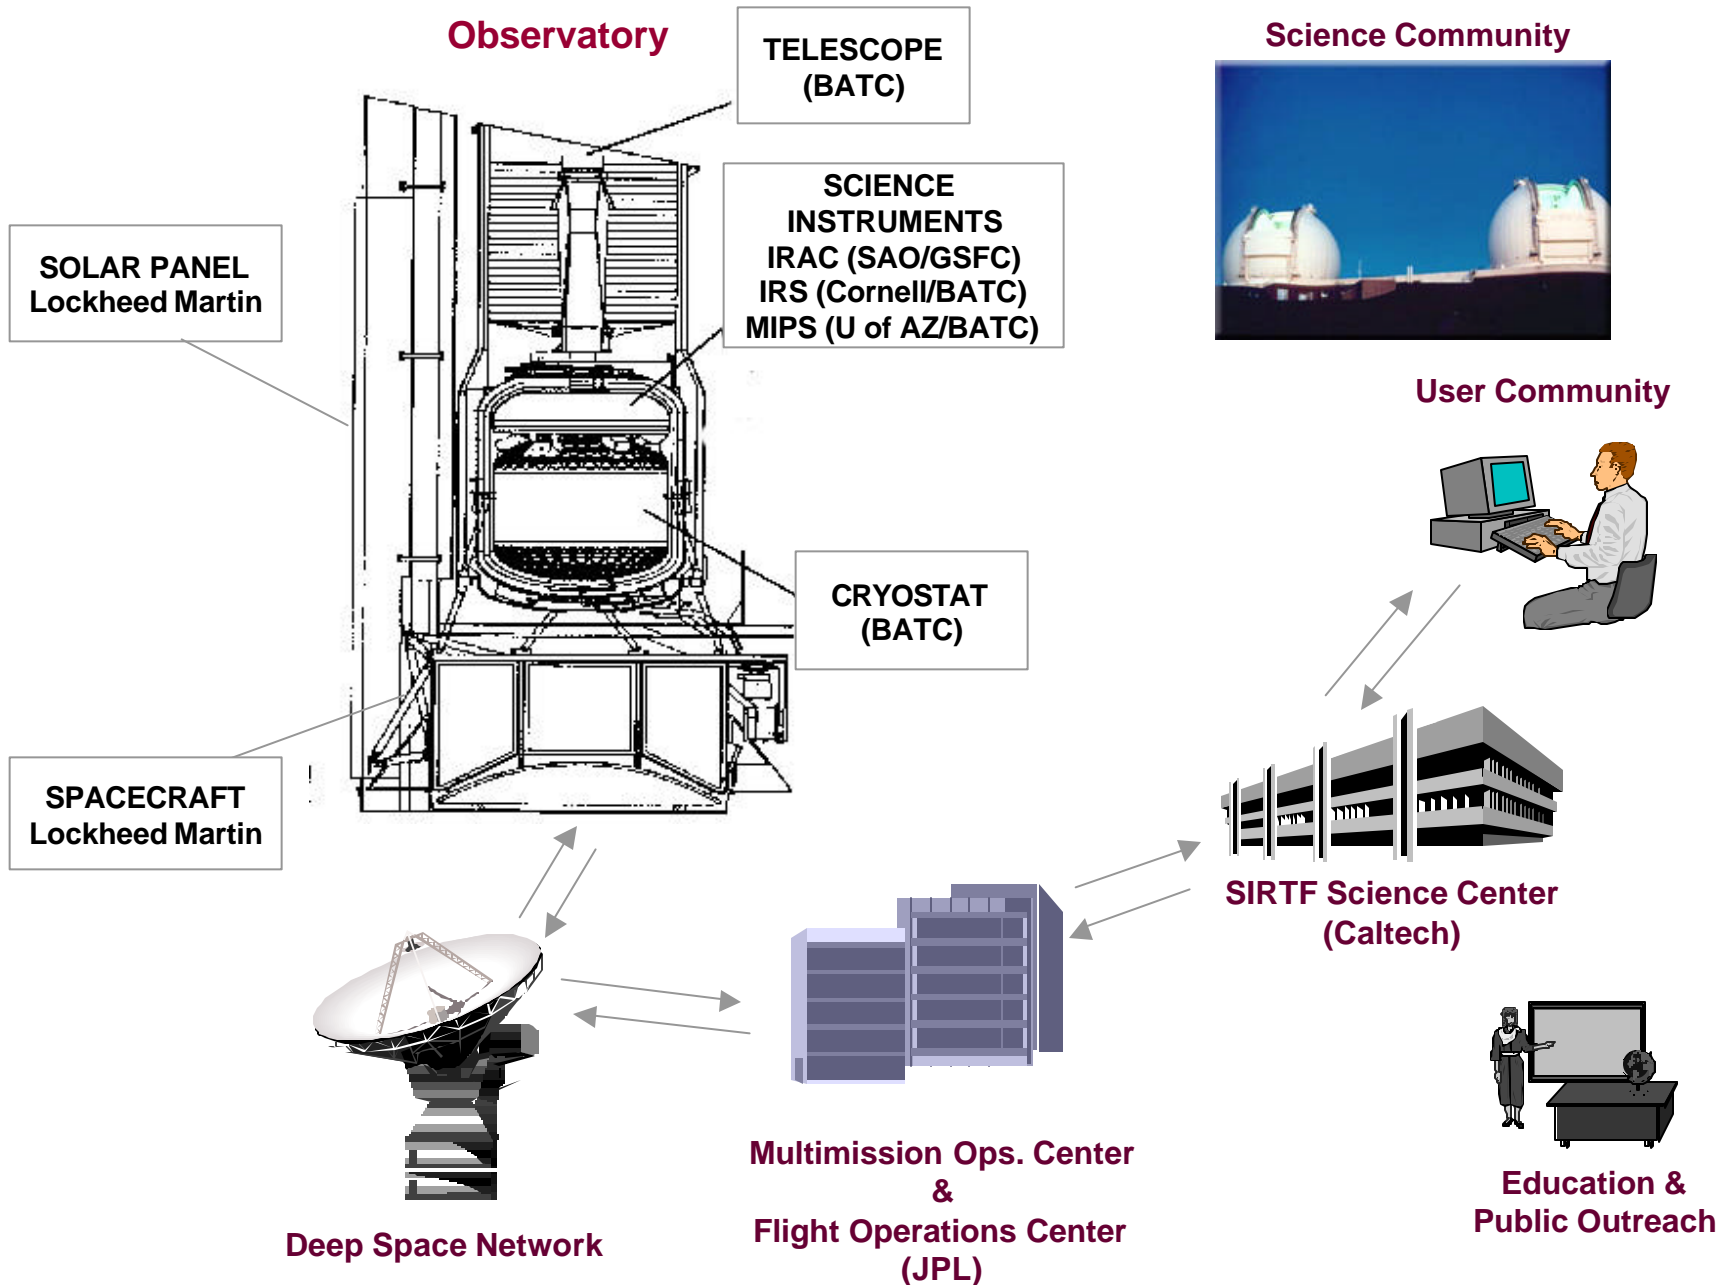 Observatory
TELESCOPE
(BATC)
Science Community
SCIENCE
INSTRUMENTS
IRAC (SAO/GSFC)
IRS (Cornell/BATC)
MIPS (U of AZ/BATC)
SOLAR PANEL
Lockheed Martin
User Community
CRYOSTAT
(BATC)
SPACECRAFT
Lockheed Martin
SIRTF Science Center
(Caltech)
Deep Space Network
Multimission Ops. Center
&
Flight Operations Center
(JPL)
Education &
Public Outreach